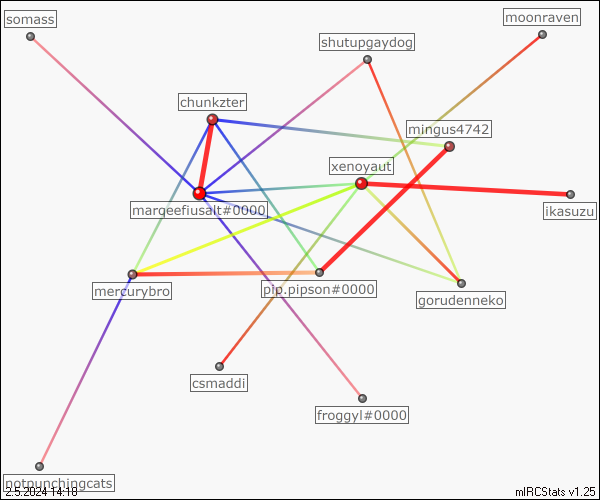 somass
moonraven
shutupgaydog
chunkzter
mingus4742
xenoyaut
marqeefiusalt#0000
ikasuzu
mercurybro
pip.pipson#0000
gorudenneko
csmaddi
froggyl#0000
notpunchingcats
2.5.2024 14:18
mIRCStats v1.25